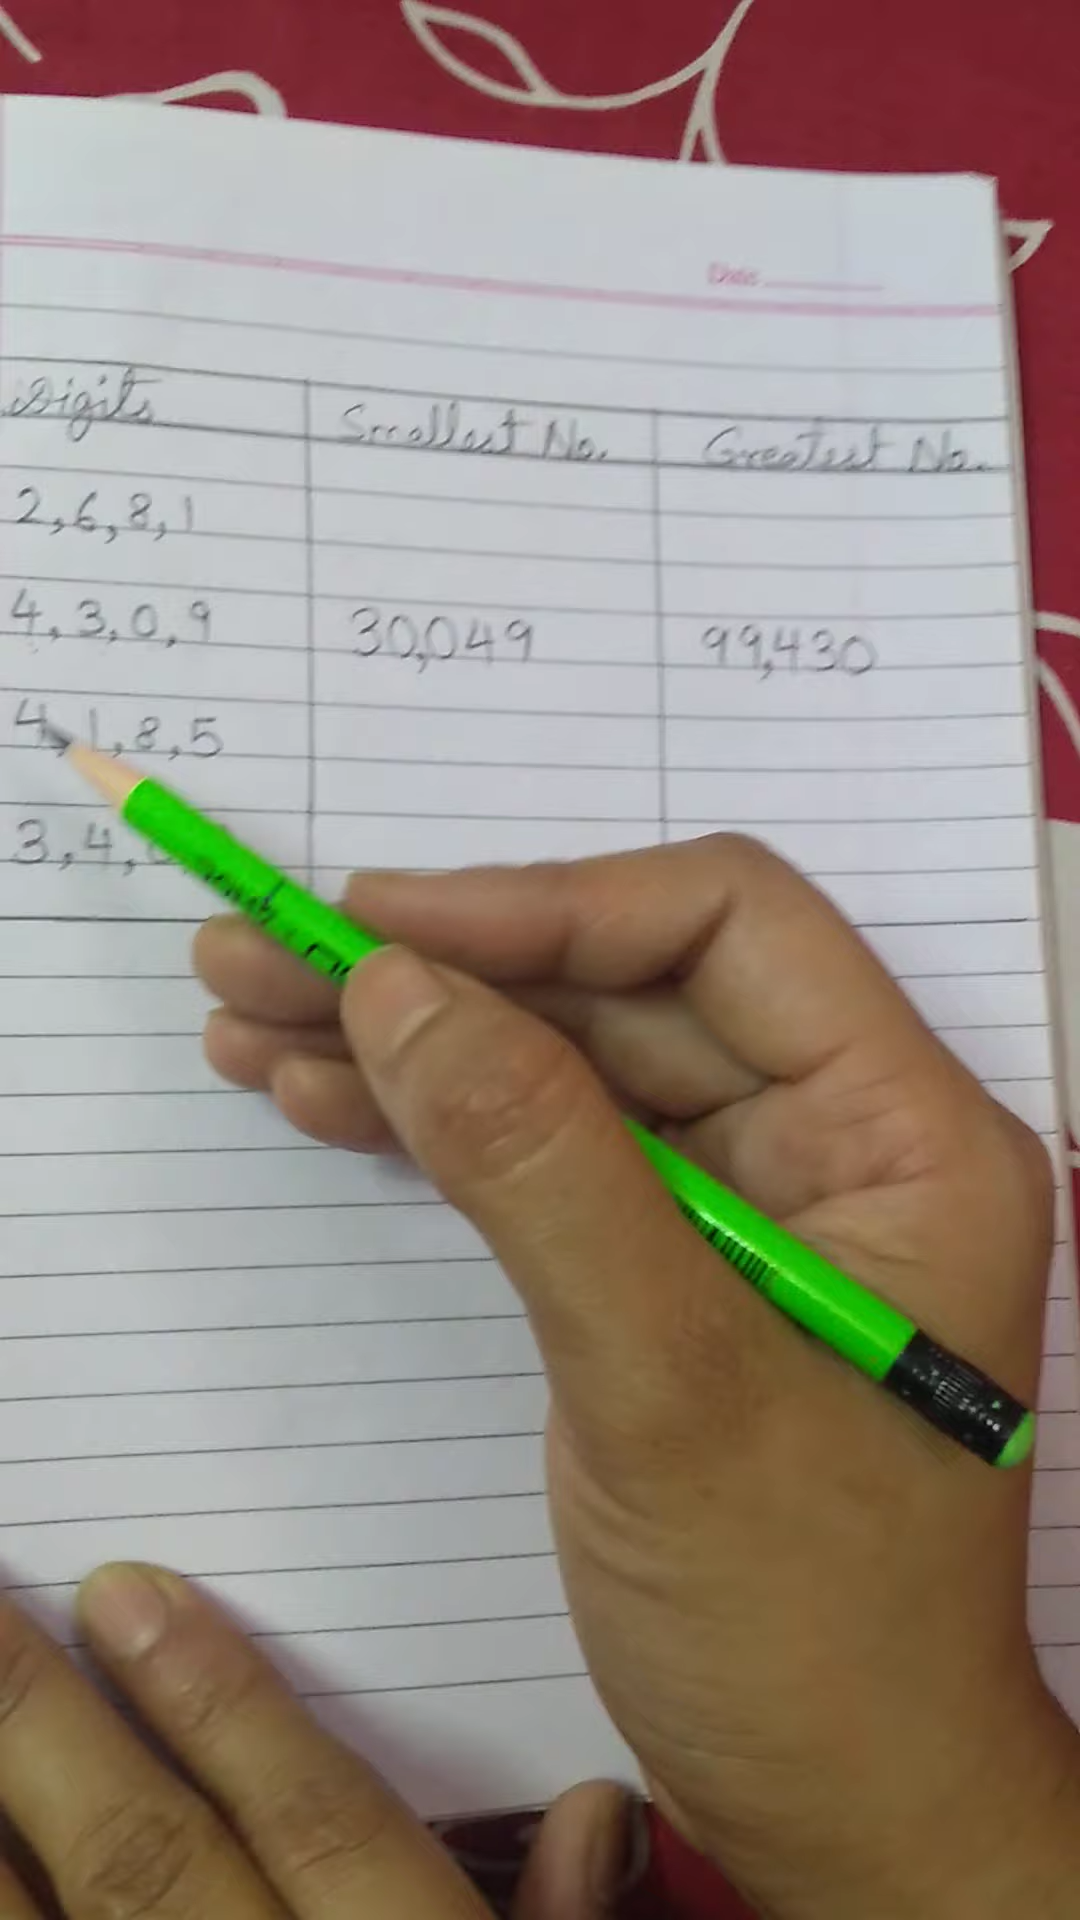 Date
Digits Smallest No. Greatest No.
2,6,8,1
4,3,0,9 30,049 99,430
4,1,8,5
3,4,